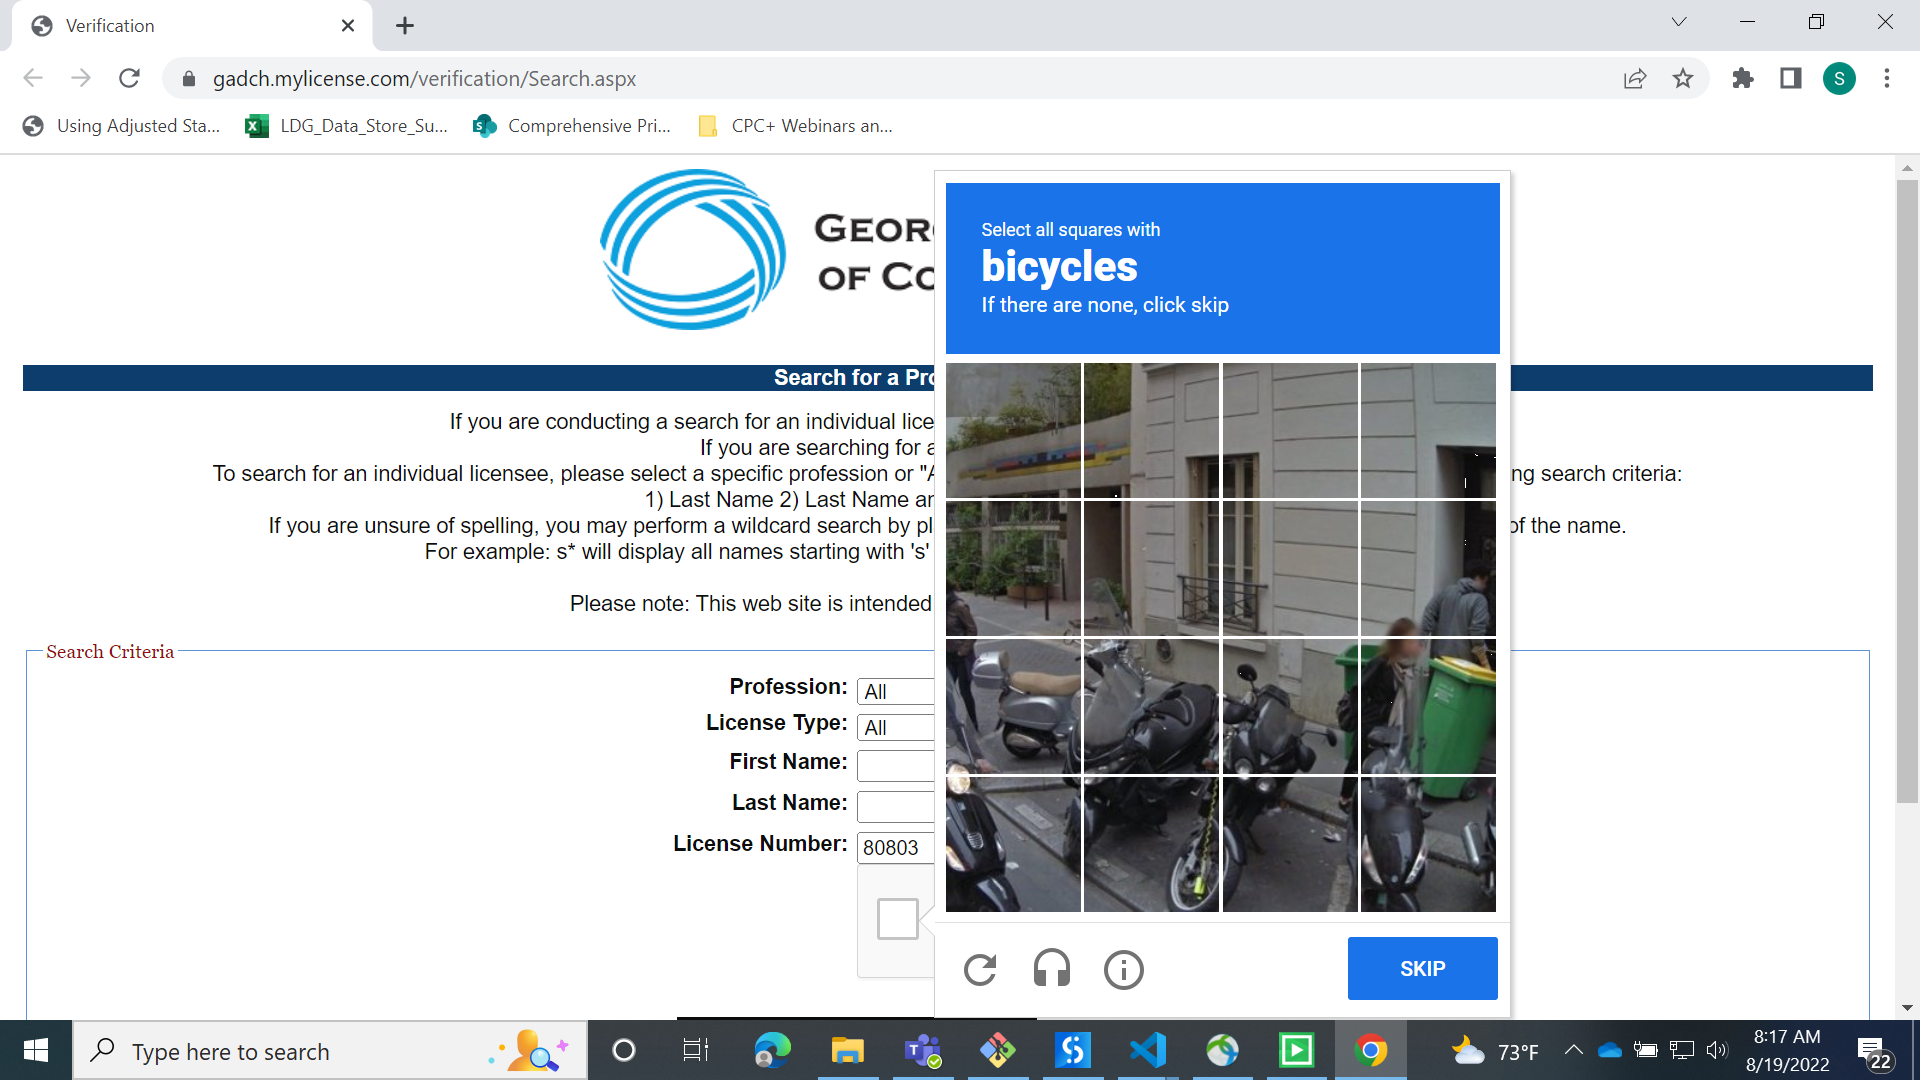 Verification
gadch.mylicense.com/verification/Search.aspx
S
Using Adjusted Sta...
LDG_Data_Store_Su...
Comprehensive Pri...
CPC+ Webinars an...
GEOR
OF CO
Select all squares with
bicycles
If there are none, click skip
Search for a Pro
If you are conducting a search for an individual lice
If you are searching for a
To search for an individual licensee, please select a specific profession or "A
ng search criteria:
1) Last Name 2) Last Name an
If you are unsure of spelling, you may perform a wildcard search by pl
of the name.
For example: s* will display all names starting with 's'
Please note: This web site is intended
Search Criteria
Profession: All
License Type: All
First Name:
Last Name:
License Number: 80803
SKIP
Type here to search
73°F
8:17 AM
8/19/2022
22